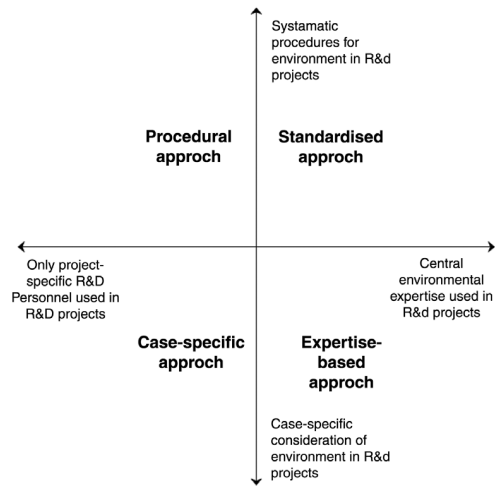 Systamatic
procedures for
environment in R&d
projects
Procedural
approch
Standardised
approch
Only project-
specific R&D
Personnel used in
R&D projects
Central
environmental
expertise used in
R&d projects
Case-specific
approch
Expertise-
based
approch
Case-specific
consideration of
environment in R&d
projects